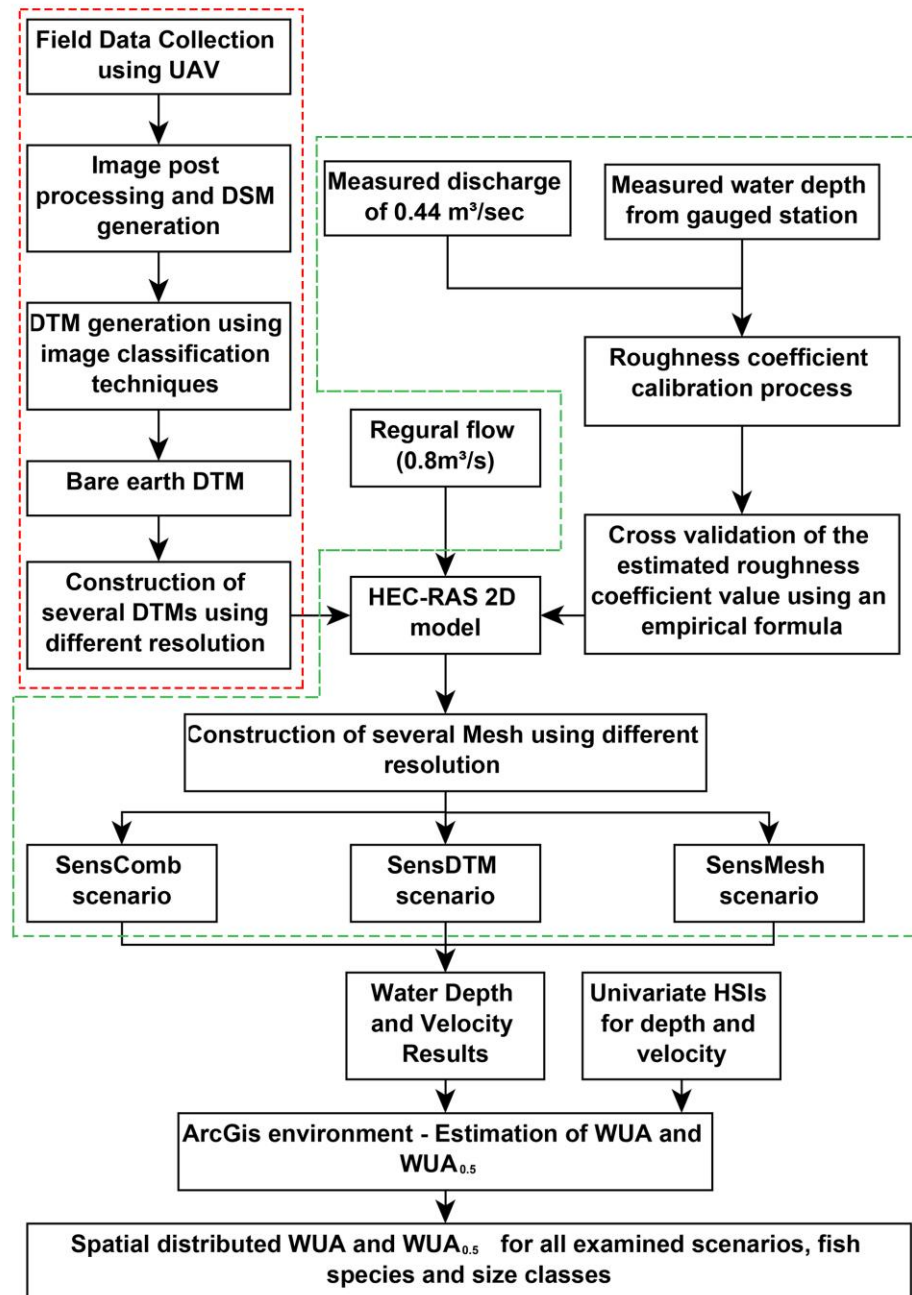 Field Data Collection
using UAV
Image post
processing and DSM
generation
DTM generation using
image classification
techniques
Bare earth DTM
Construction of
several DTMs using
different resolution
Measured discharge
of 0.44 m³/sec
Measured water depth
from gauged station
Roughness coefficient
calibration process
Regural flow
(0.8m³/s)
Cross validation of the
estimated roughness
coefficient value using an
empirical formula
HEC-RAS 2D
model
Construction of several Mesh using different
resolution
SensComb
scenario
SensDTM
scenario
SensMesh
scenario
Water Depth
and Velocity
Results
Univariate HSIs
for depth and
velocity
ArcGis environment - Estimation of WUA and
WUA₀.₅
Spatial distributed WUA and WUA₀.₅ for all examined scenarios, fish
species and size classes